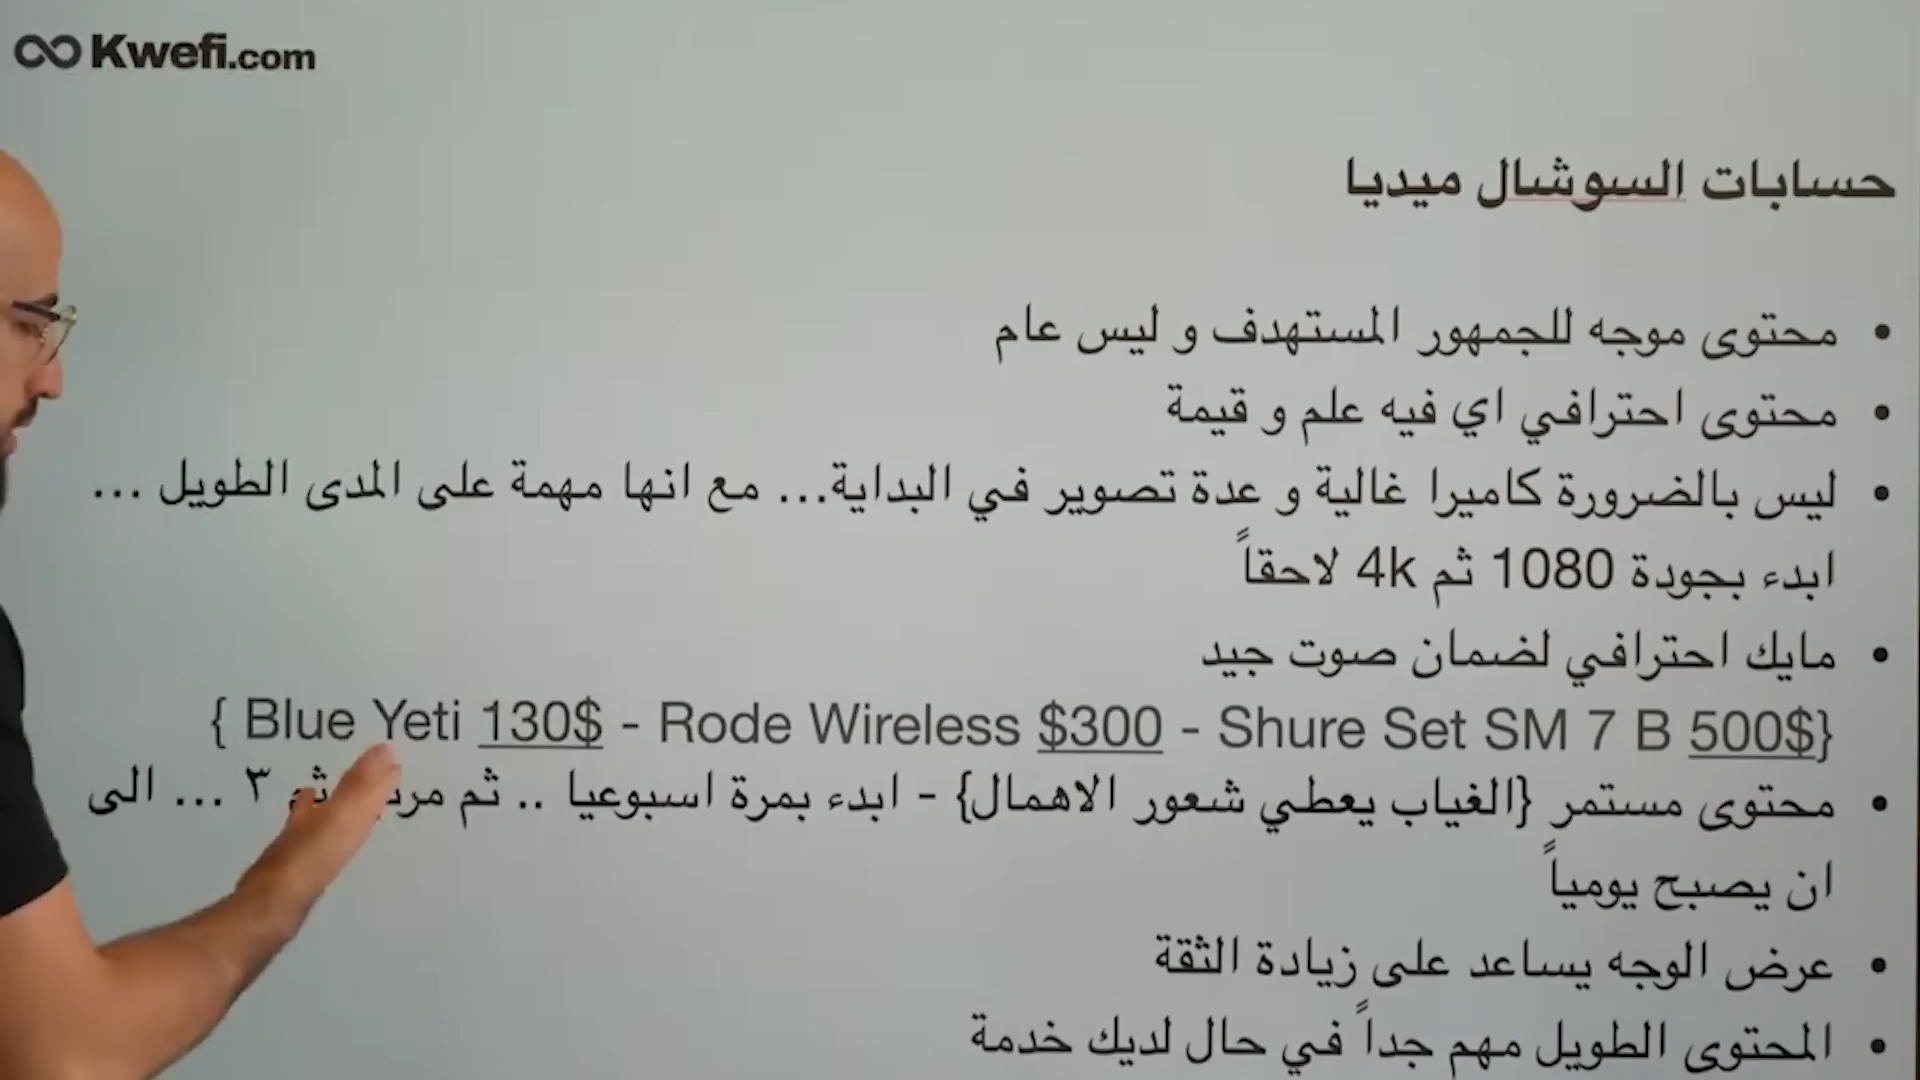 Kwefi.com
حسابات السوشال ميديا
• محتوى موجه للجمهور المستهدف و ليس عام
• محتوى احترافي اي فيه علم و قيمة
• ليس بالضرورة كاميرا غالية و عدة تصوير في البداية... مع انها مهمة على المدى الطويل ...
ابدء بجودة 1080 ثم 4k لاحقاً
• مايك احترافي لضمان صوت جيد
{ Blue Yeti 130$ - Rode Wireless $300 - Shure Set SM 7 B 500$}
• محتوى مستمر {الغياب يعطي شعور الاهمال} - ابدء بمرة اسبوعيا .. ثم ٣ ... الى
ان يصبح يومياً
• عرض الوجه يساعد على زيادة الثقة
• المحتوى الطويل مهم جداً في حال لديك خدمة